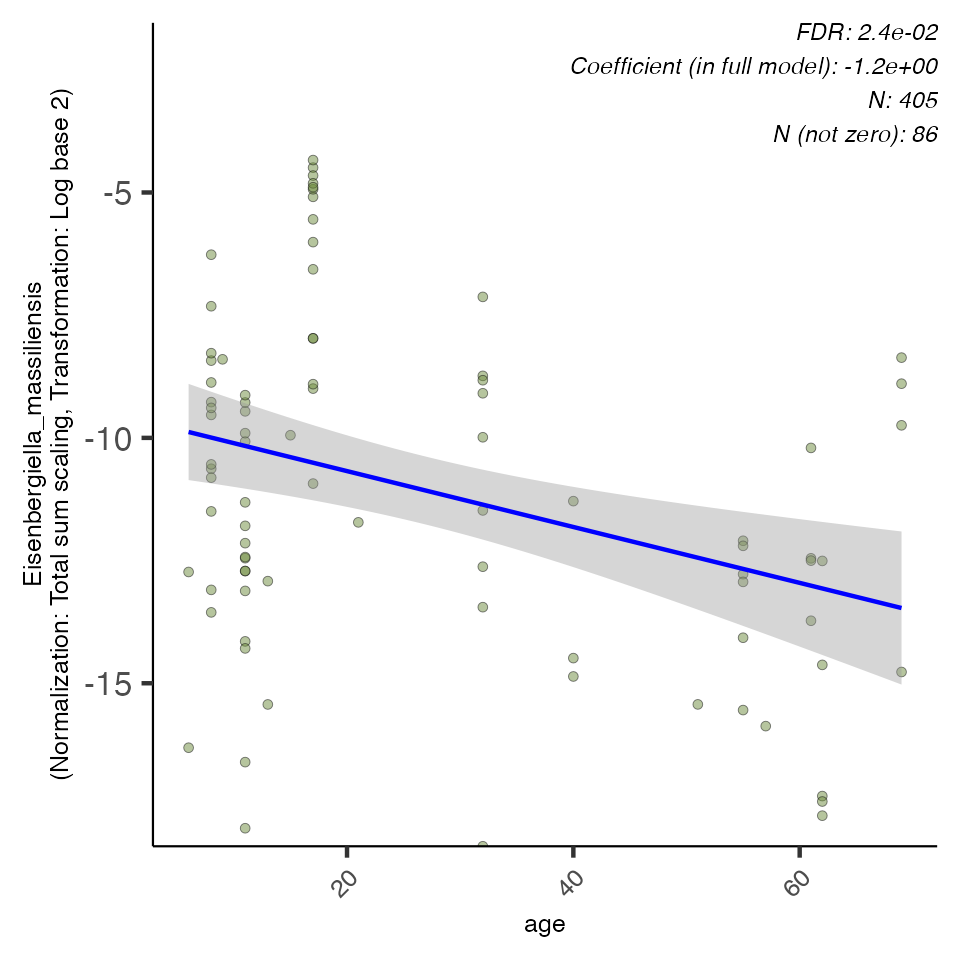 FDR: 2.4e-02
Coefficient (in full model): -1.2e+00
N: 405
N (not zero): 86
Eisenbergiella_massiliensis
(Normalization: Total sum scaling, Transformation: Log base 2)
-5
-10
-15
20
40
60
age